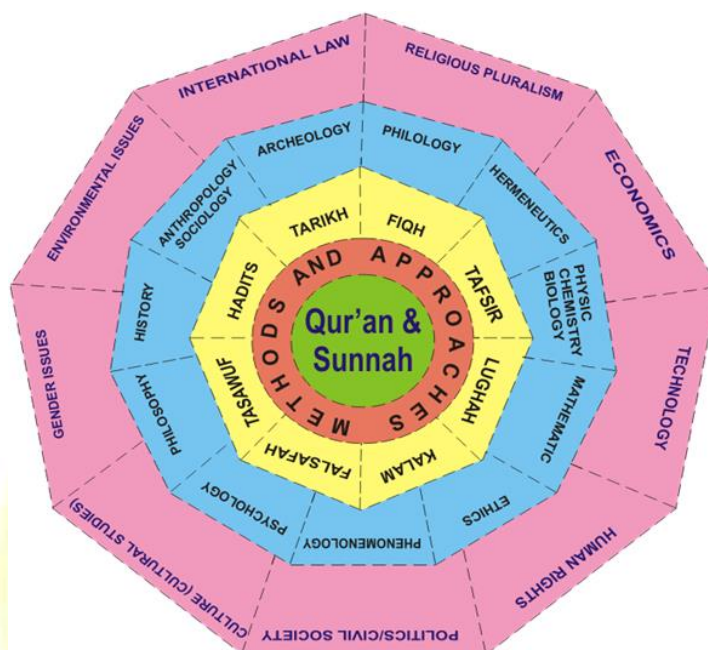 Qur'an &
Sunnah
METHODS AND APPROACHES
TARIKH
FIQH
TAFSIR
LUGHAH
KALAM
FALSAFAH
TASAWUF
HADITS
ARCHEOLOGY
PHILOLOGY
HERMENEUTICS
PHYSIC
CHEMISTRY
BIOLOGY
MATHEMATIC
ETHICS
PHENOMENOLOGY
PSYCHOLOGY
PHILOSOPHY
HISTORY
ANTHROPOLOGY
SOCIOLOGY
INTERNATIONAL LAW
RELIGIOUS PLURALISM
ECONOMICS
TECHNOLOGY
HUMAN RIGHTS
POLITICS/CIVIL SOCIETY
CULTURE (CULTURAL STUDIES)
GENDER ISSUES
ENVIRONMENTAL ISSUES